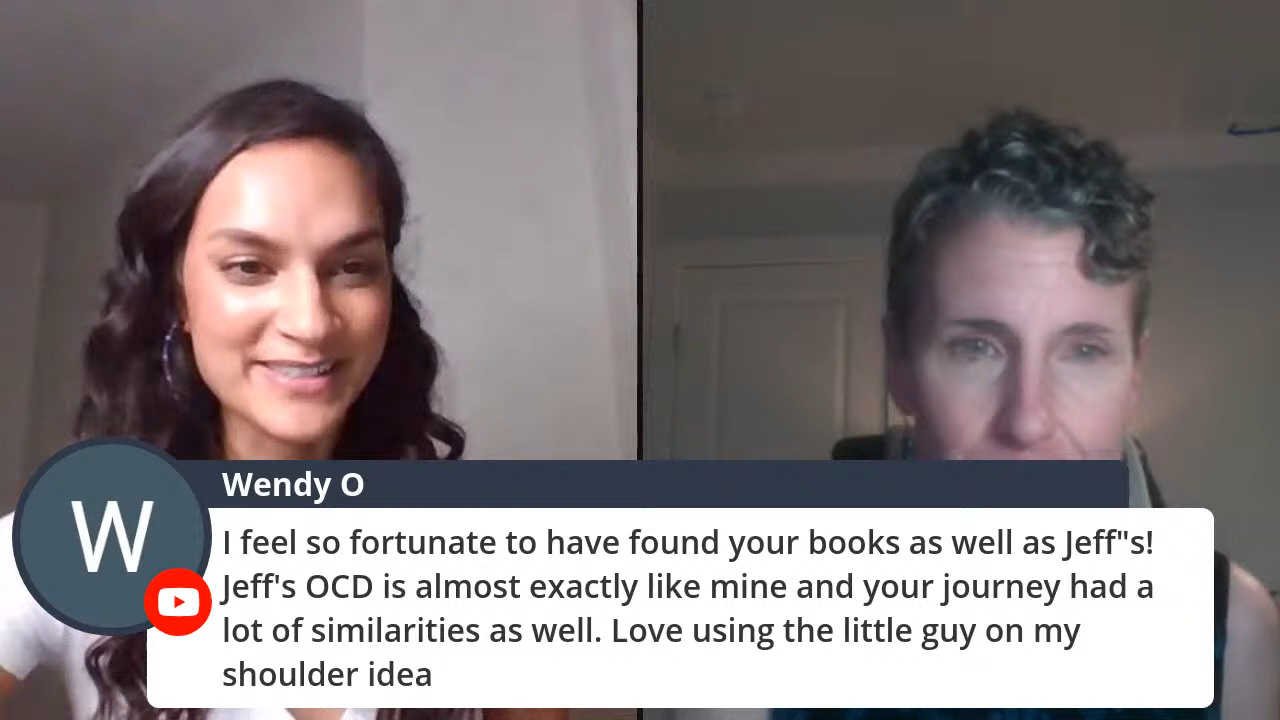 Wendy O
W
I feel so fortunate to have found your books as well as Jeff"s!
Jeff's OCD is almost exactly like mine and your journey had a
lot of similarities as well. Love using the little guy on my
shoulder idea